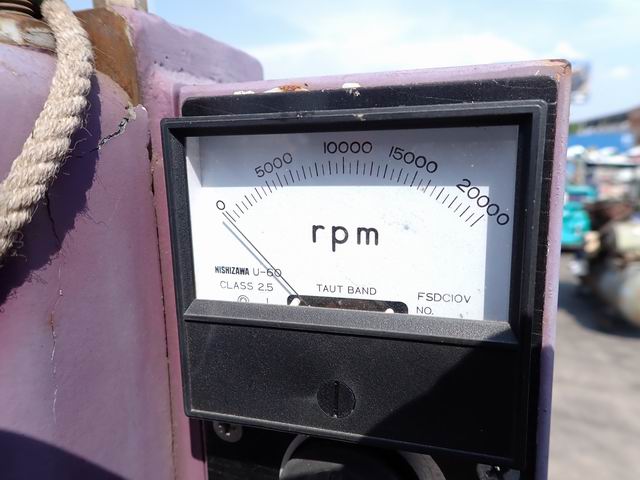 0 5000 10000 15000 20000
rpm
NISHIZAWA U-60
CLASS 2.5
TAUT BAND
FSDC10V
NO.